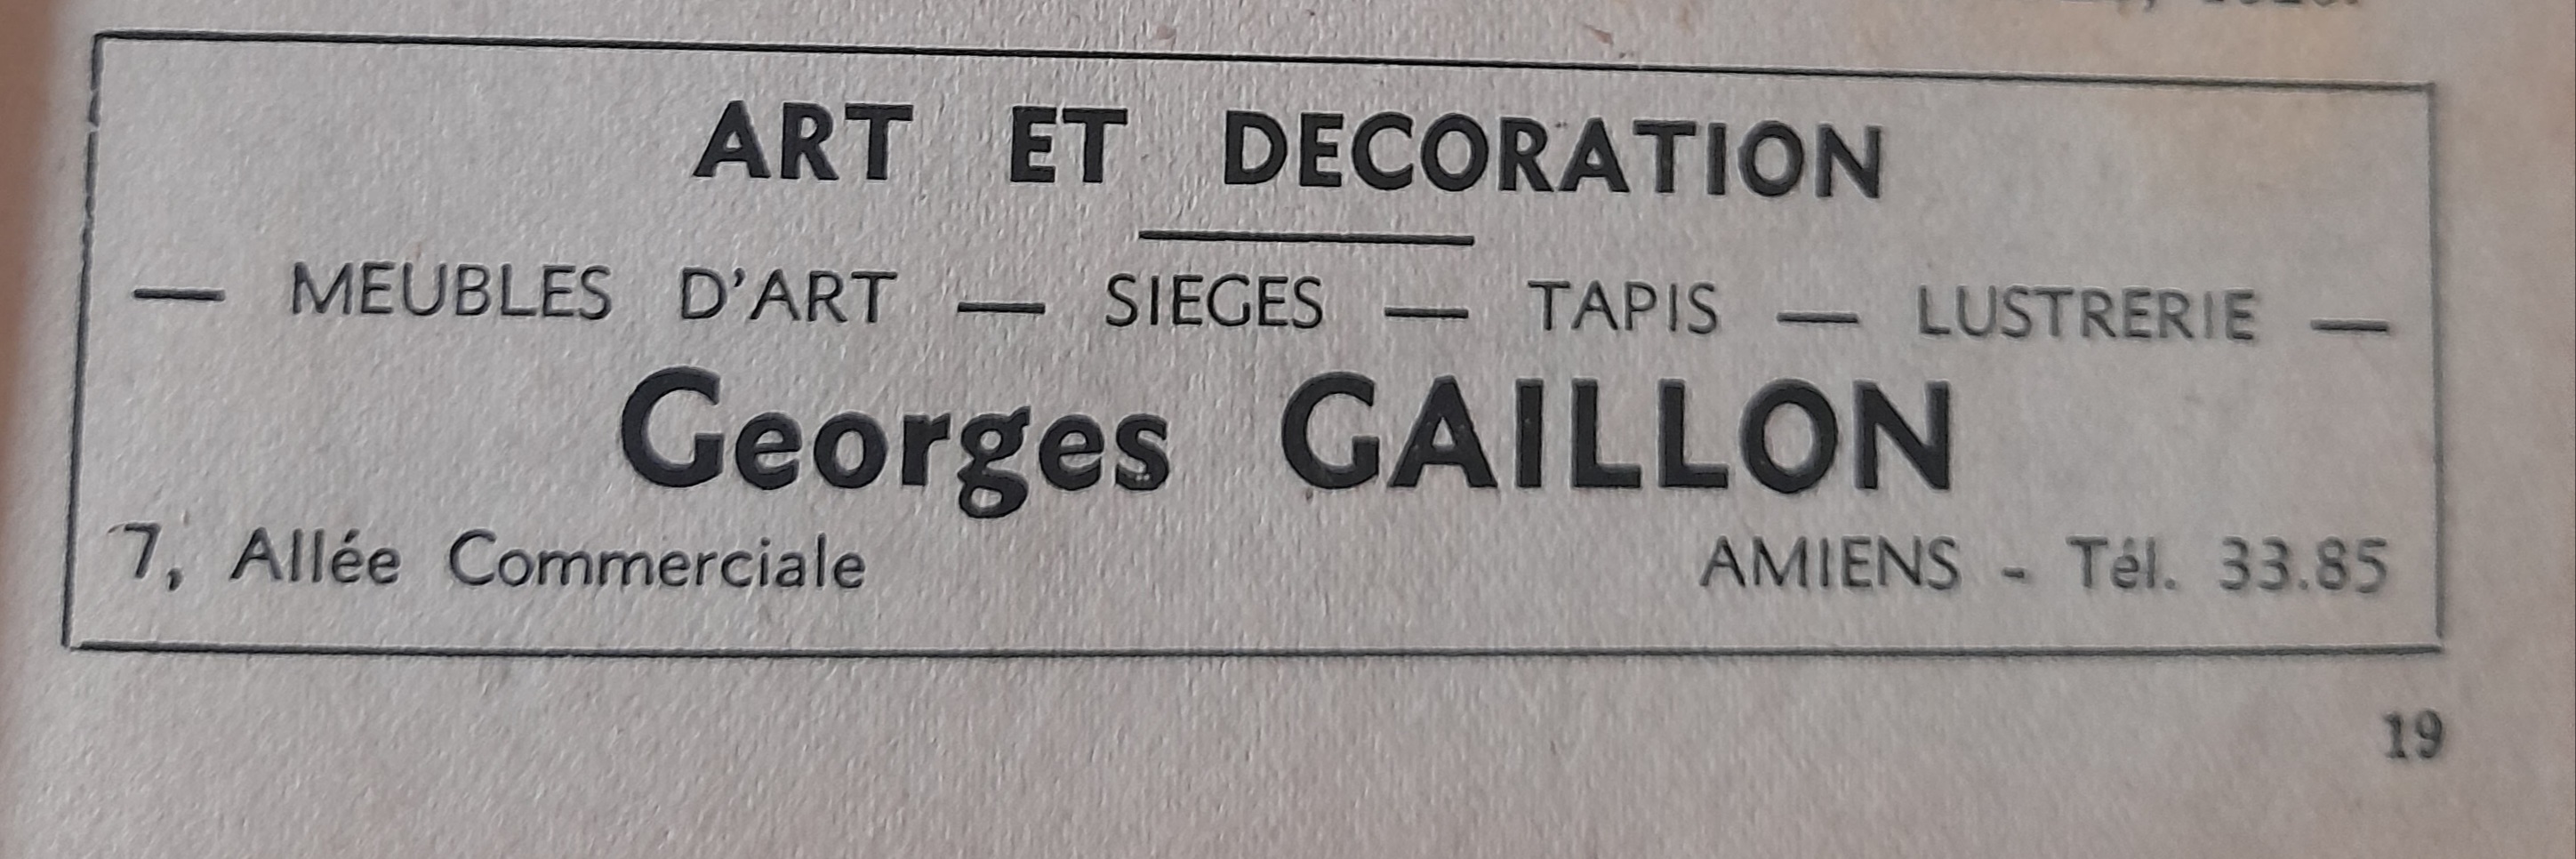 ART ET DECORATION
— MEUBLES D'ART — SIEGES — TAPIS — LUSTRERIE —
Georges GAILLON
7, Allée Commerciale AMIENS - Tél. 33.85
19